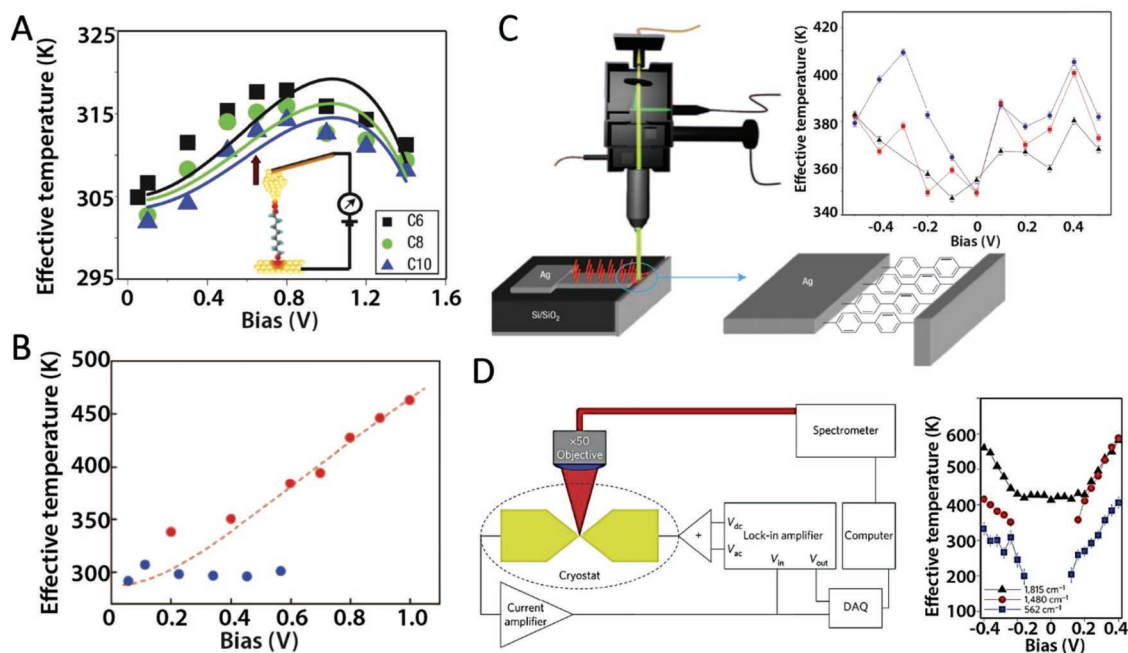 A
Effective temperature (K)
325
315
305
295
0
0.4
0.8
1.2
1.6
Bias (V)
C6
C8
C10
B
Effective temperature (K)
500
450
400
350
300
0
0.2
0.4
0.6
0.8
1.0
Bias (V)
C
Ag
Si/SiO2
Ag
Effective temperature (K)
420
400
380
360
340
-0.4
-0.2
0
0.2
0.4
Bias (V)
D
×50
Objective
Cryostat
Current
amplifier
+
Vdc
Vac
Lock-in amplifier
Vin
Vout
Spectrometer
Computer
DAQ
Effective temperature (K)
600
500
400
300
200
100
1,815 cm⁻¹
1,480 cm⁻¹
562 cm⁻¹
-0.4
-0.2
0
0.2
0.4
Bias (V)